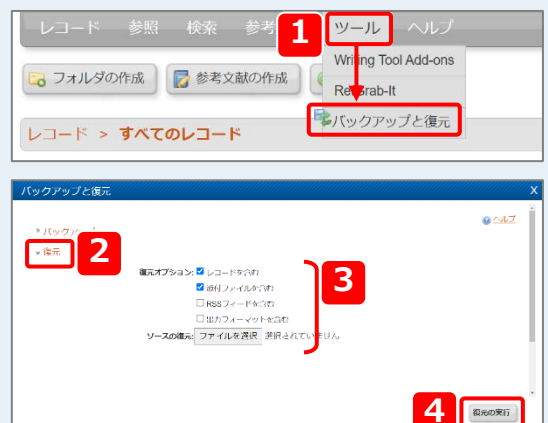 レコード 参照 検索 参考 1 ツール ヘルプ
フォルダの作成 参考文献の作成
Writing Tool Add-ons
RefGrab-It
バックアップと復元
レコード > すべてのレコード
バックアップと復元 X
ヘルプ
バックアップ
復元 2
復元オプション: レコードを含む
添付ファイルを含む
3
RSSフィードを含む
出力フォーマットを含む
ソースの復元: ファイルを選択 選択されていません
4 復元の実行